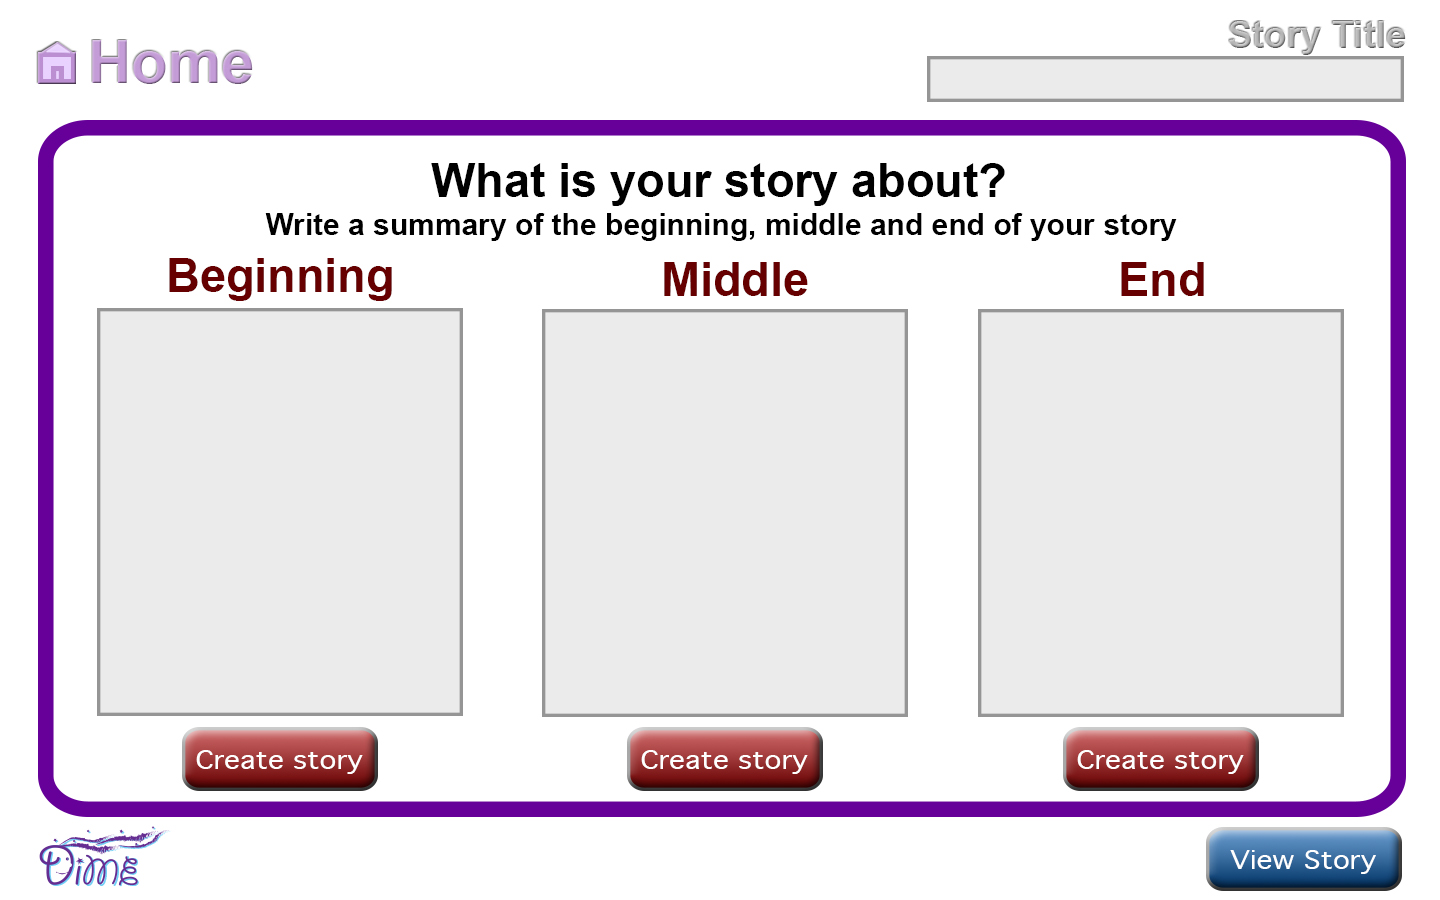 Home
Story Title
What is your story about?
Write a summary of the beginning, middle and end of your story
Beginning
Middle
End
Create story
Create story
Create story
View Story